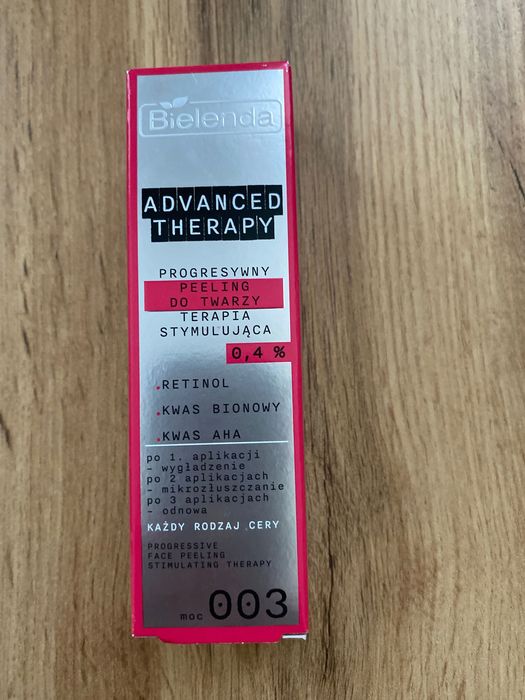 Bielenda
ADVANCED
THERAPY
PROGRESYWNY
PEELING
DO TWARZY
TERAPIA
STYMULUJĄCA
0,4 %
.RETINOL
.KWAS BIONOWY
.KWAS AHA
po 1. aplikacji
- wygładzenie
po 2 aplikacjach
- mikrozłuszczanie
po 3 aplikacjach
- odnowa
KAŻDY RODZAJ CERY
PROGRESSIVE
FACE PEELING
STIMULATING THERAPY
moc 003